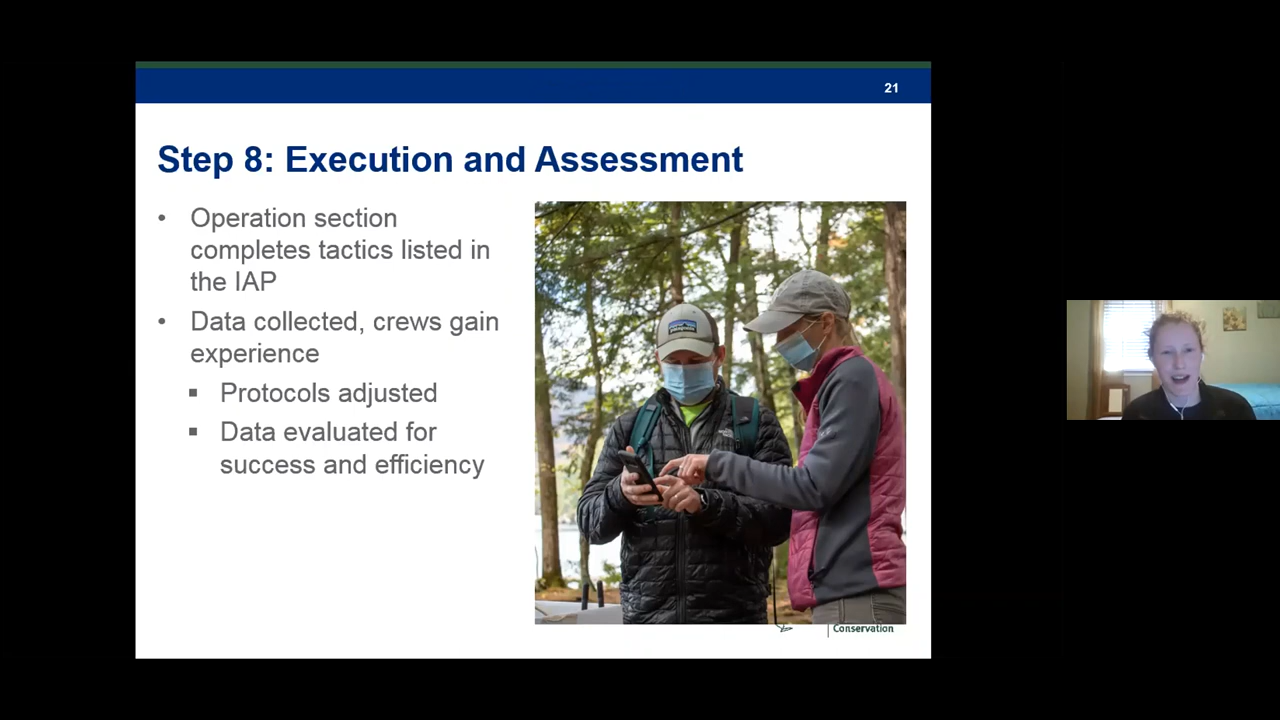 21
Step 8: Execution and Assessment
• Operation section
completes tactics listed in
the IAP
• Data collected, crews gain
experience
▪ Protocols adjusted
▪ Data evaluated for
success and efficiency
patagonia
Conservation